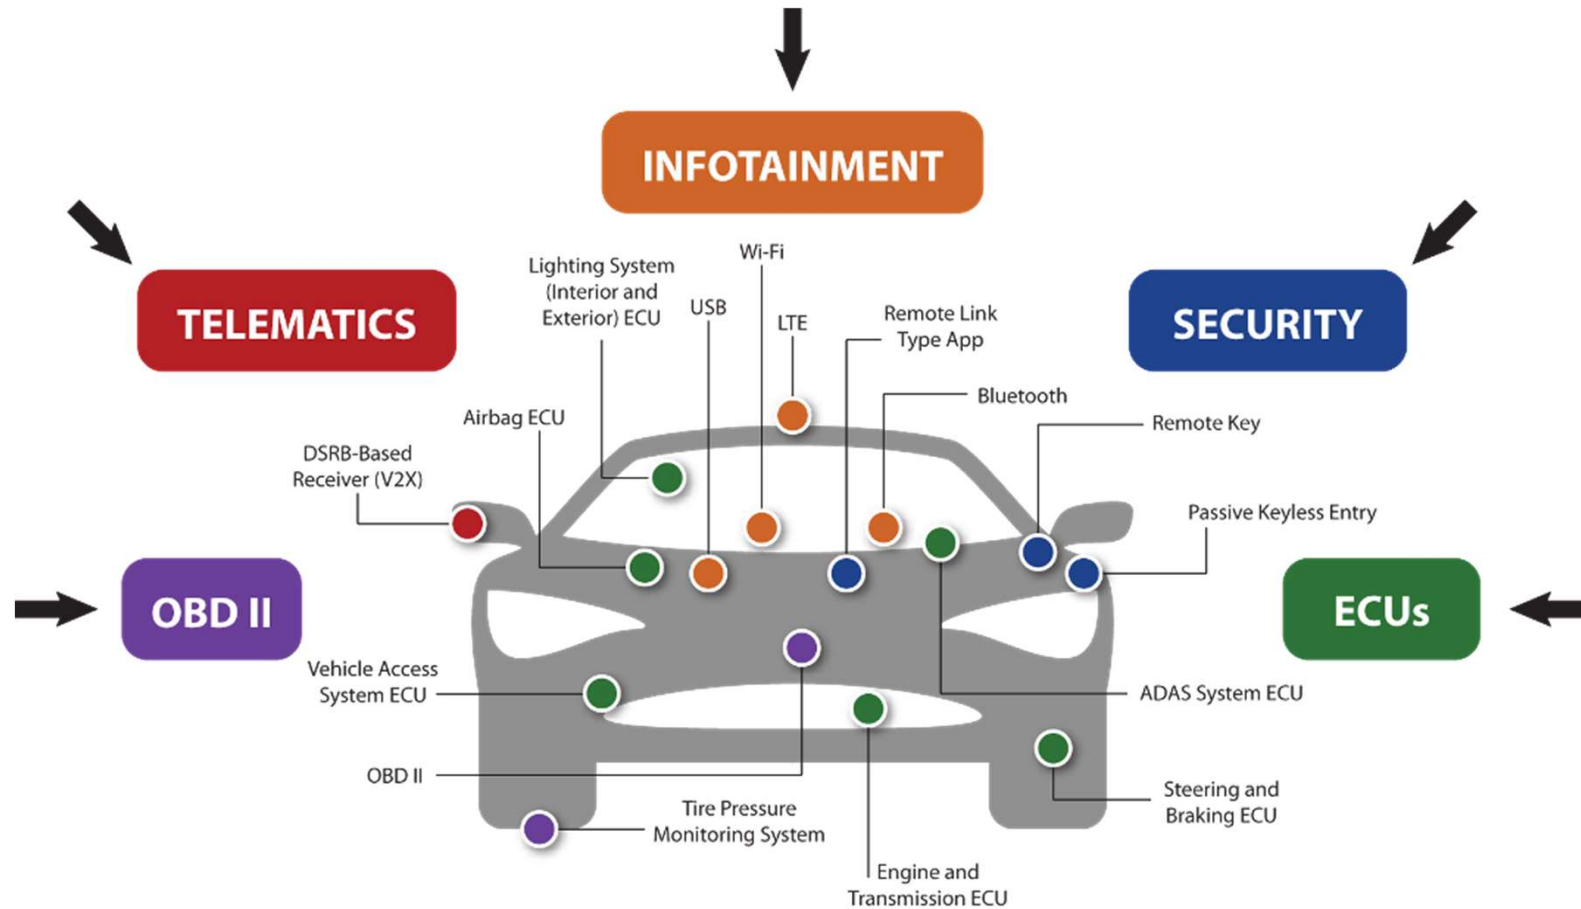 INFOTAINMENT
TELEMATICS
SECURITY
OBD II
ECUs
Wi-Fi
Lighting System
(Interior and
Exterior) ECU
USB
LTE
Remote Link
Type App
Bluetooth
Airbag ECU
Remote Key
DSRB-Based
Receiver (V2X)
Passive Keyless Entry
Vehicle Access
System ECU
ADAS System ECU
OBD II
Tire Pressure
Monitoring System
Steering and
Braking ECU
Engine and
Transmission ECU